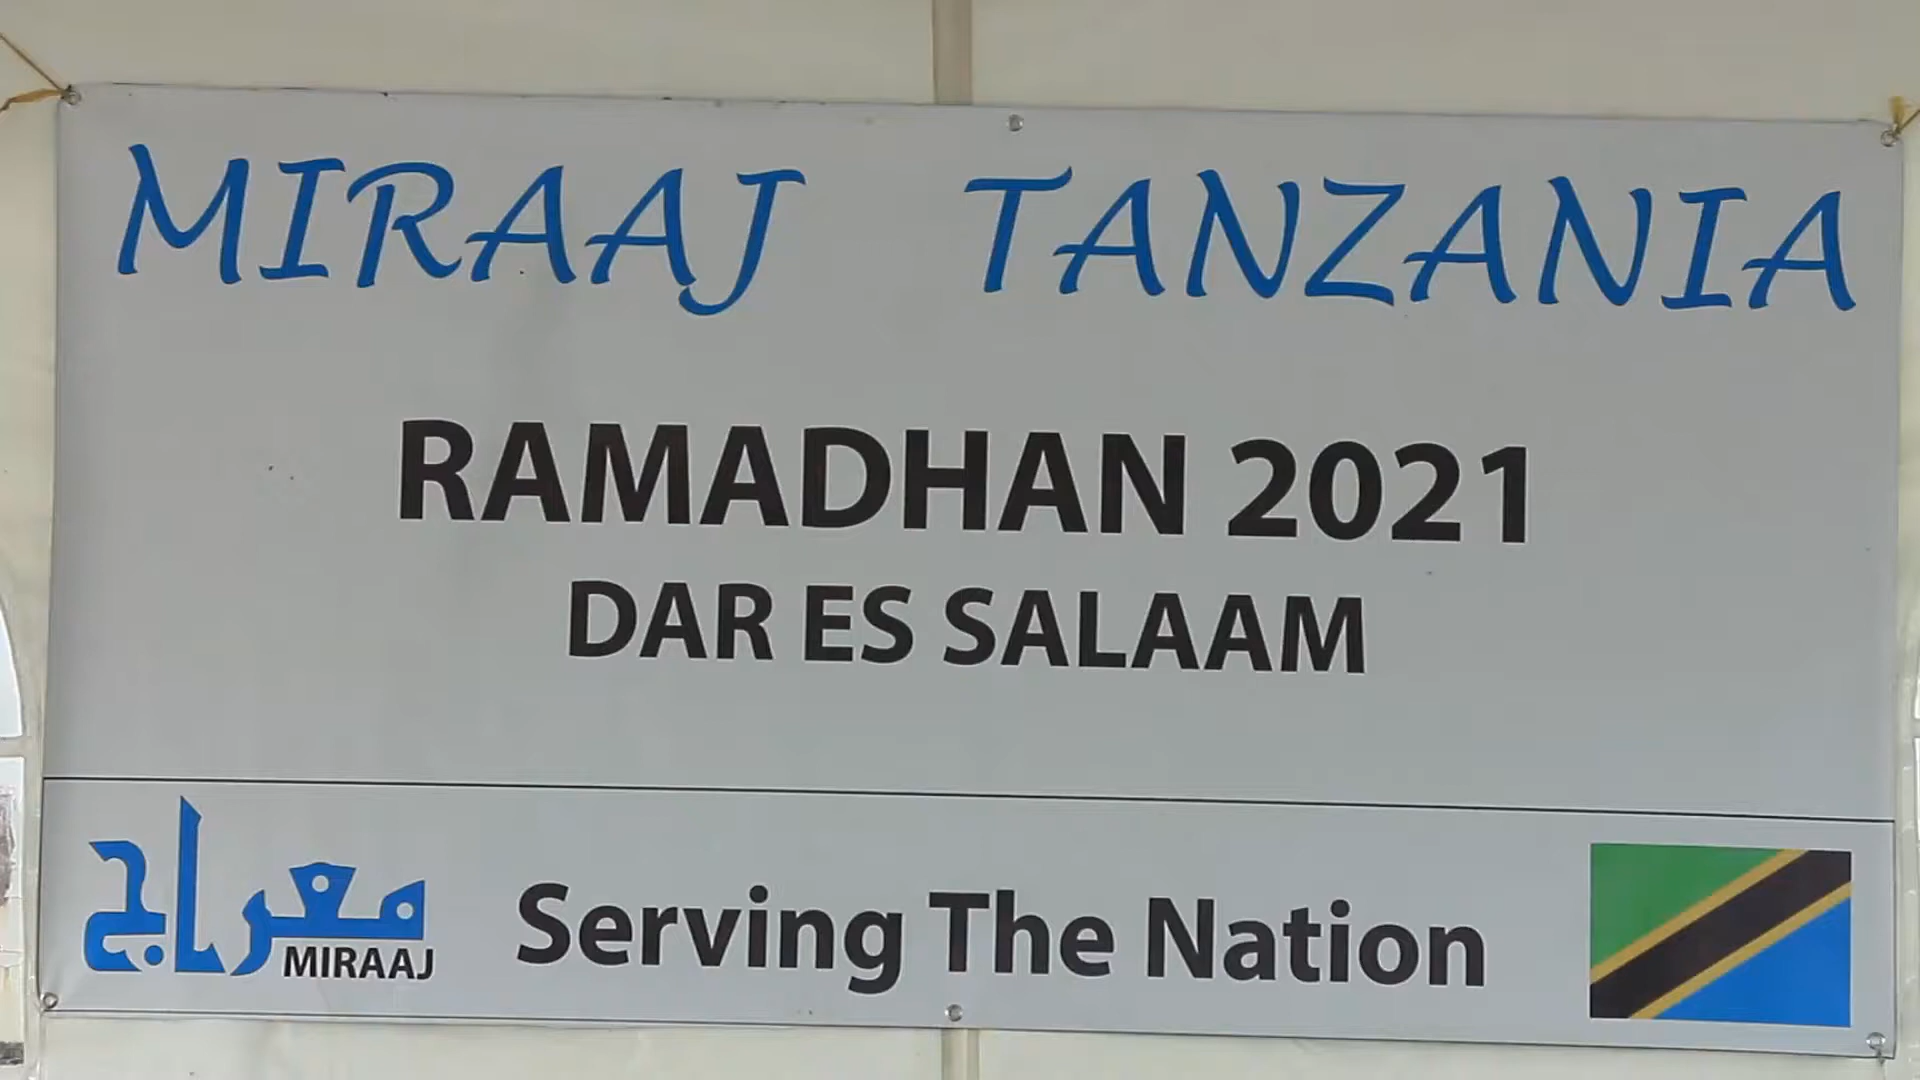 MIRAAJ TANZANIA
RAMADHAN 2021
DAR ES SALAAM
معراج
MIRAAJ
Serving The Nation